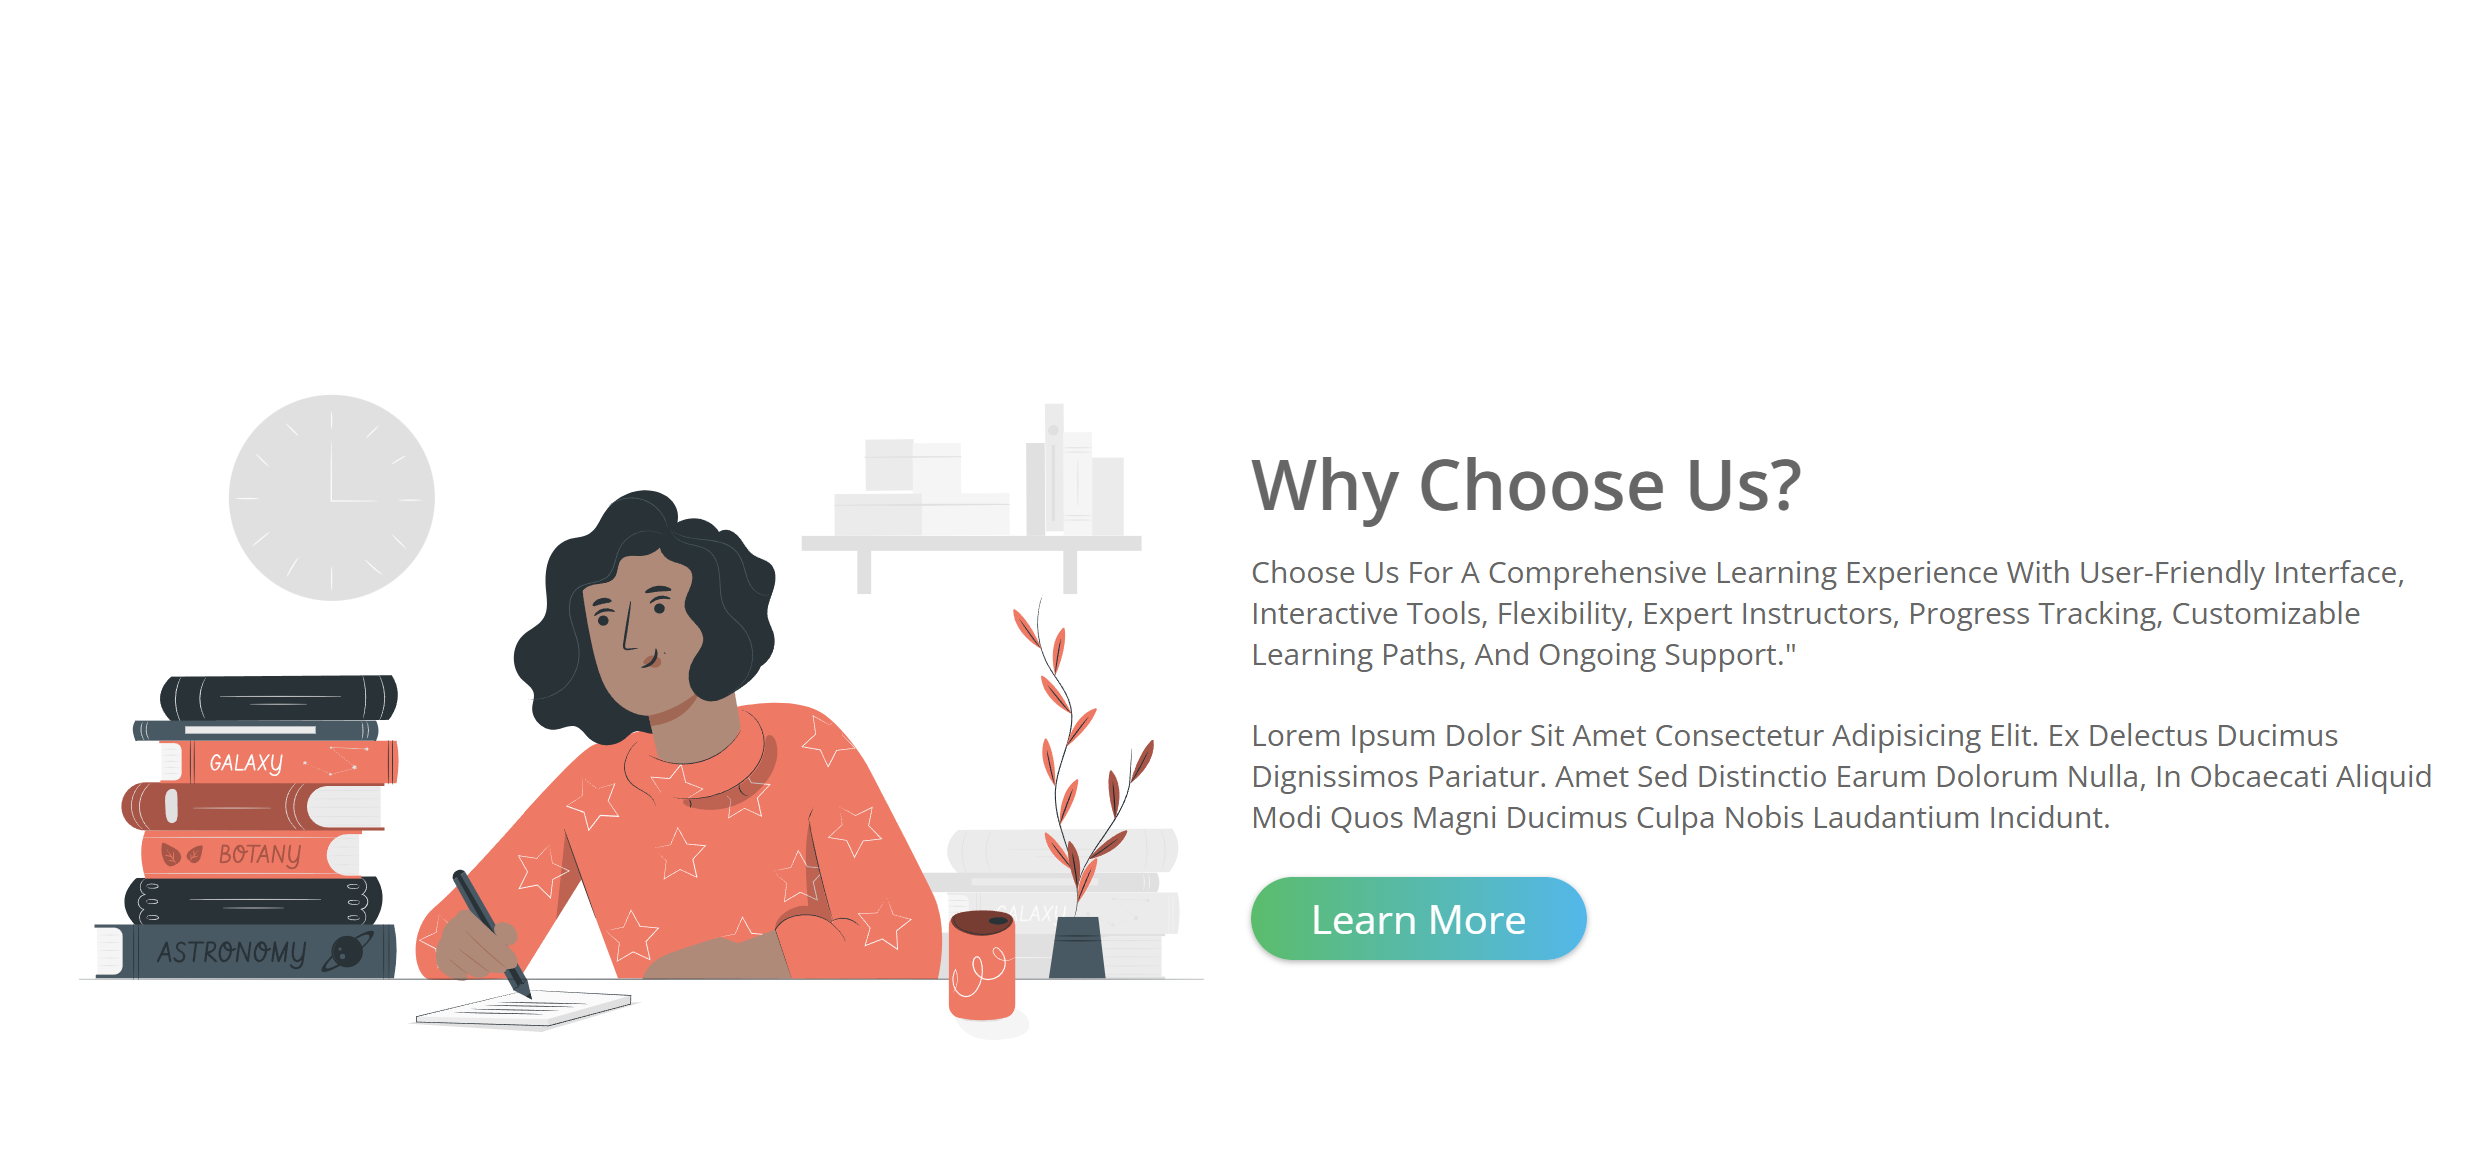 GALAXY
BOTANY
ASTRONOMY
GALAXY
Why Choose Us?
Choose Us For A Comprehensive Learning Experience With User-Friendly Interface,
Interactive Tools, Flexibility, Expert Instructors, Progress Tracking, Customizable
Learning Paths, And Ongoing Support."
Lorem Ipsum Dolor Sit Amet Consectetur Adipisicing Elit. Ex Delectus Ducimus
Dignissimos Pariatur. Amet Sed Distinctio Earum Dolorum Nulla, In Obcaecati Aliquid
Modi Quos Magni Ducimus Culpa Nobis Laudantium Incidunt.
Learn More